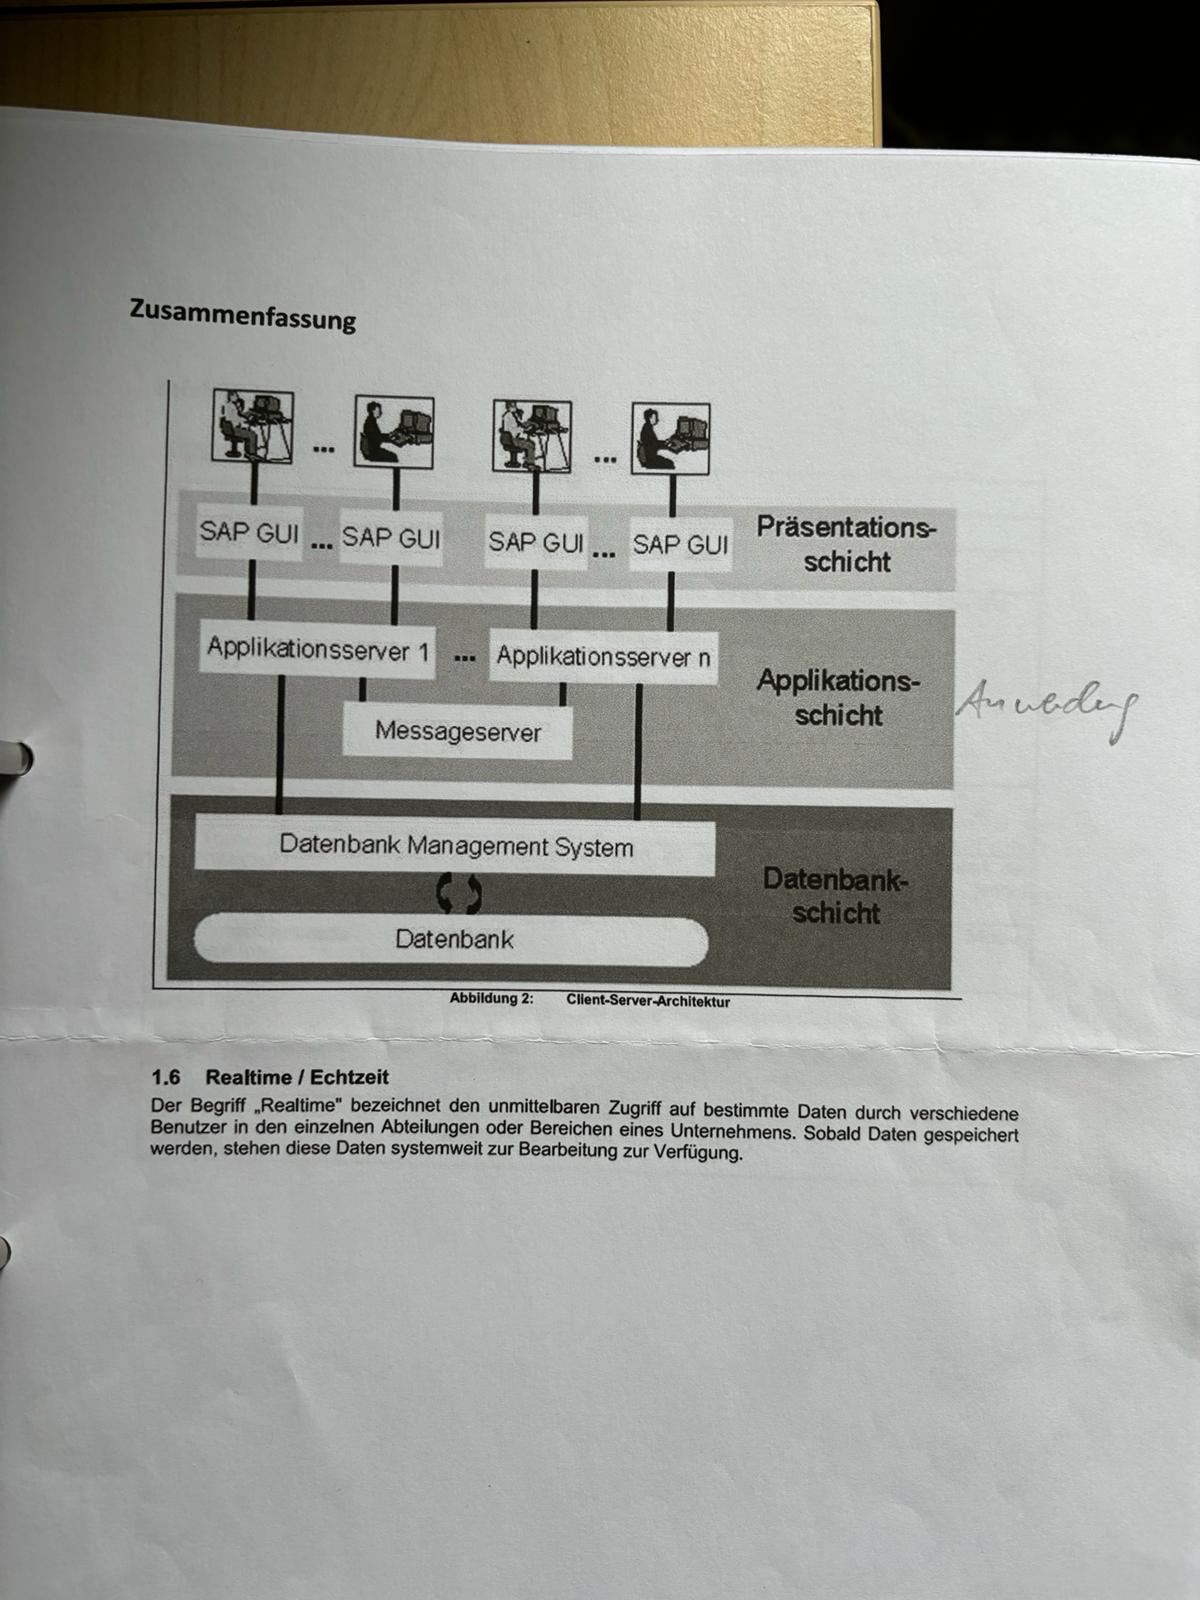 Zusammenfassung
... ...
SAP GUI ... SAP GUI SAP GUI ... SAP GUI
Präsentations-
schicht
Applikationsserver 1 ... Applikationsserver n
Applikations-
schicht
Anwendung
Messageserver
Datenbank Management System
Datenbank-
schicht
Datenbank
Abbildung 2: Client-Server-Architektur
1.6 Realtime / Echtzeit
Der Begriff „Realtime" bezeichnet den unmittelbaren Zugriff auf bestimmte Daten durch verschiedene
Benutzer in den einzelnen Abteilungen oder Bereichen eines Unternehmens. Sobald Daten gespeichert
werden, stehen diese Daten systemweit zur Bearbeitung zur Verfügung.